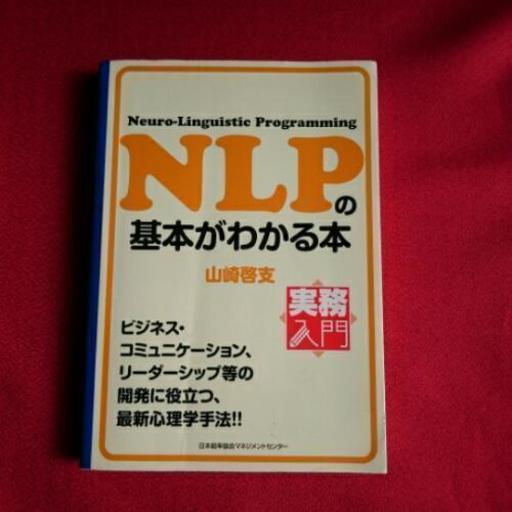 Neuro-Linguistic Programming
NLPの
基本がわかる本
山崎啓支
実務
入門
ビジネス・
コミュニケーション、
リーダーシップ等の
開発に役立つ、
最新心理学手法!!
日本能率協会マネジメントセンター